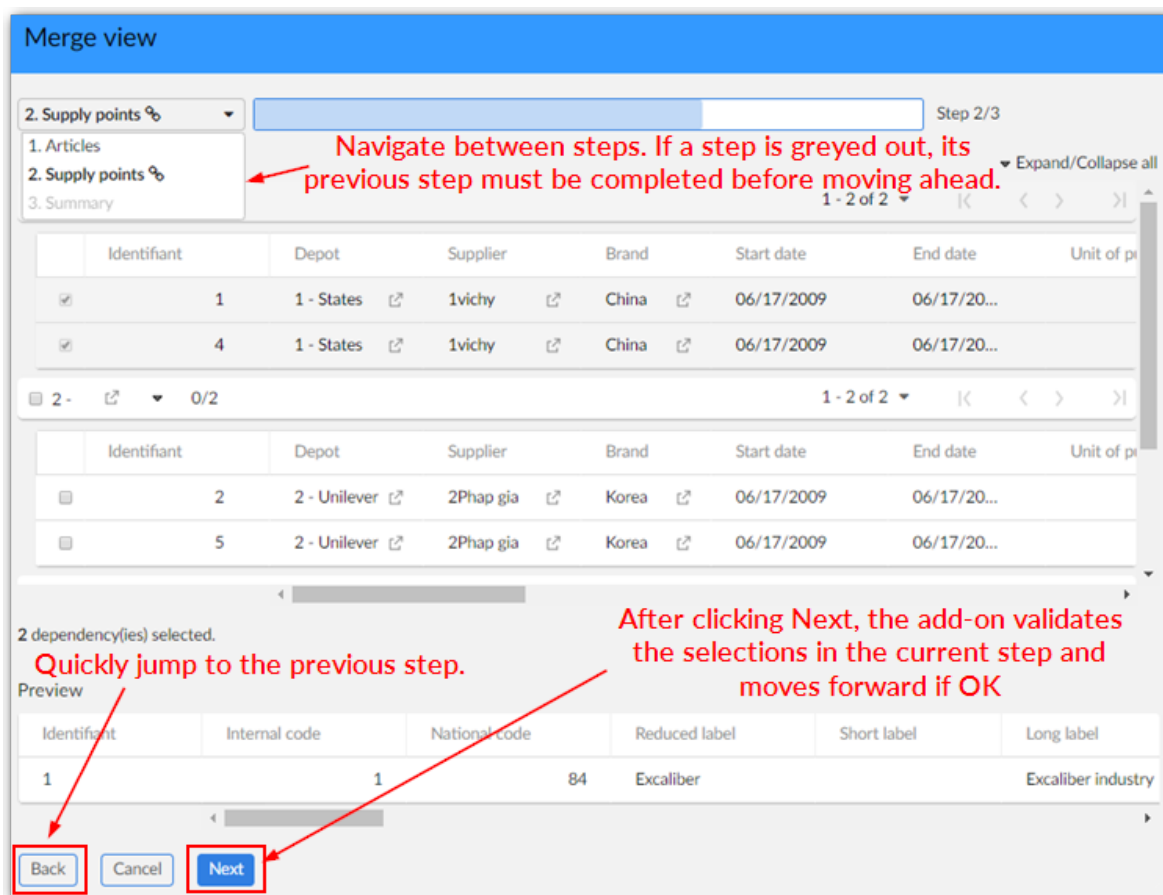 Merge view
2. Supply points Step 2/3
1. Articles
2. Supply points
3. Summary
Navigate between steps. If a step is greyed out, its
previous step must be completed before moving ahead.
Expand/Collapse all
1 - 2 of 2
Identifiant Depot Supplier Brand Start date End date Unit of
1 1 - States 1vichy China 06/17/2009 06/17/20...
4 1 - States 1vichy China 06/17/2009 06/17/20...
2 - 0/2 1 - 2 of 2
Identifiant Depot Supplier Brand Start date End date Unit of
2 2 - Unilever 2Phap gia Korea 06/17/2009 06/17/20...
5 2 - Unilever 2Phap gia Korea 06/17/2009 06/17/20...
2 dependency(ies) selected.
Quickly jump to the previous step.
After clicking Next, the add-on validates
the selections in the current step and
moves forward if OK
Preview
Identifiant Internal code National code Reduced label Short label Long label
1 1 84 Excaliber Excaliber industry
Back Cancel Next